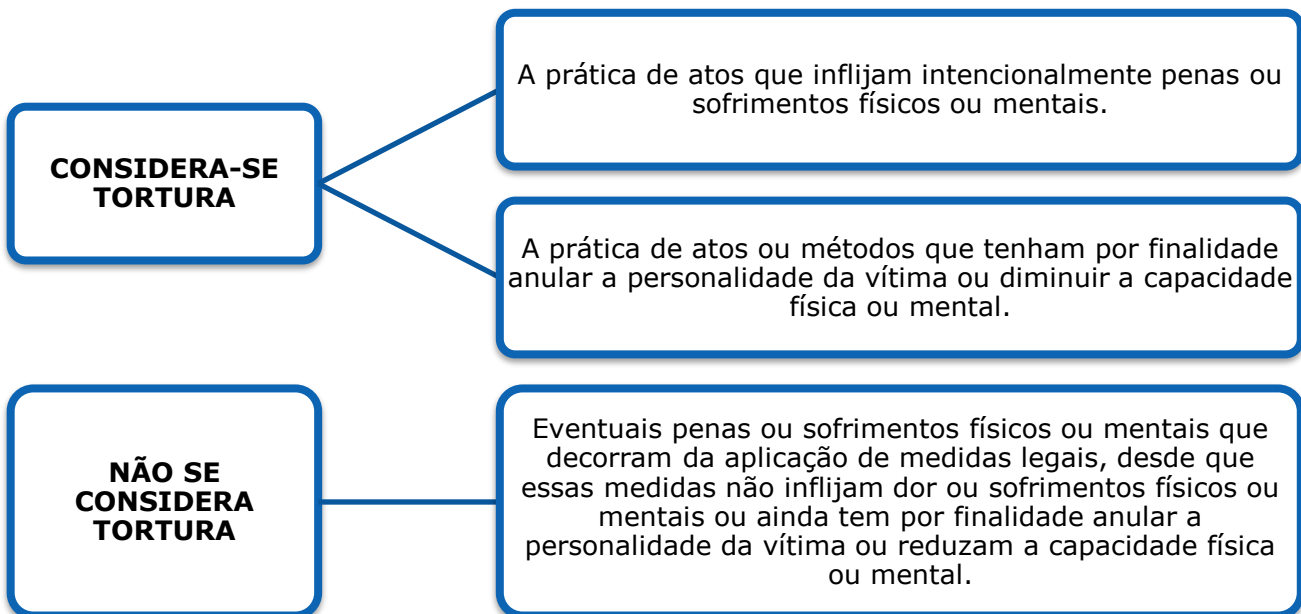 CONSIDERA-SE
TORTURA
A prática de atos que inflijam intencionalmente penas ou
sofrimentos físicos ou mentais.
A prática de atos ou métodos que tenham por finalidade
anular a personalidade da vítima ou diminuir a capacidade
física ou mental.
NÃO SE
CONSIDERA
TORTURA
Eventuais penas ou sofrimentos físicos ou mentais que
decorram da aplicação de medidas legais, desde que
essas medidas não inflijam dor ou sofrimentos físicos ou
mentais ou ainda tem por finalidade anular a
personalidade da vítima ou reduzam a capacidade física
ou mental.